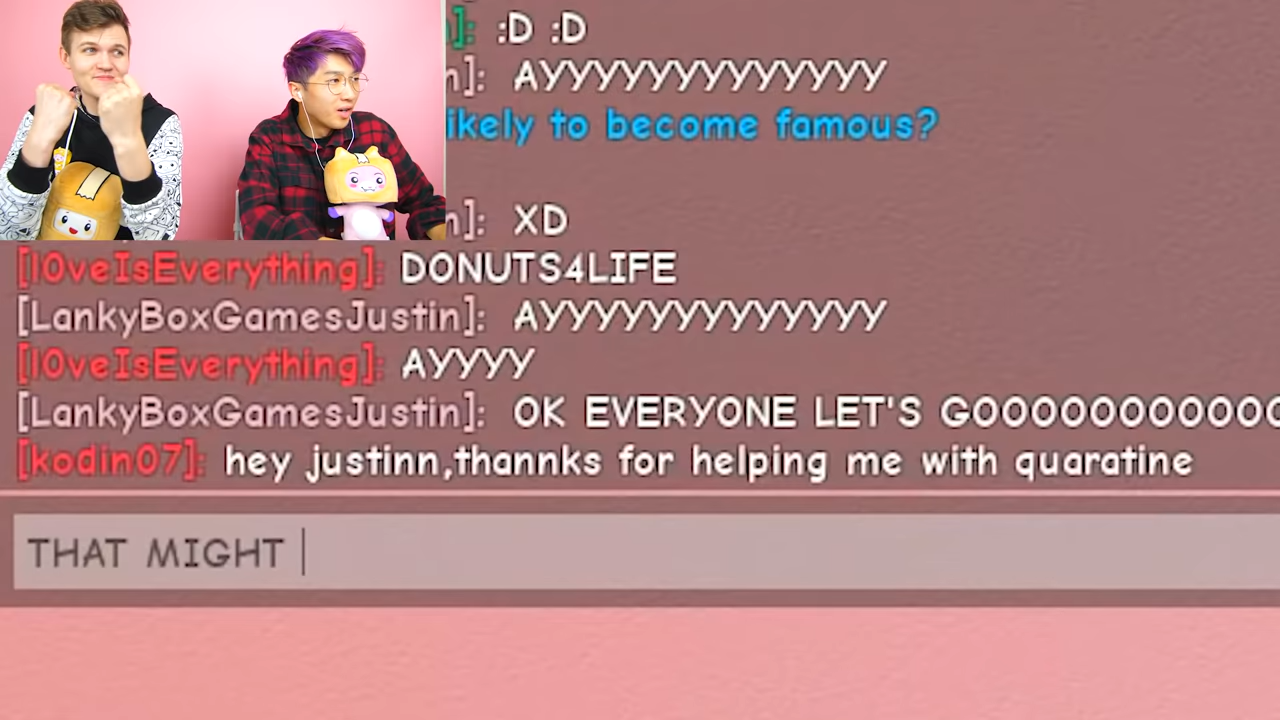 ]: :D :D
n]: AYYYYYYYYYYYYY
ikely to become famous?
n]: XD
[l0veIsEverything]: DONUTS4LIFE
[LankyBoxGamesJustin]: AYYYYYYYYYYYYY
[l0veIsEverything]: AYYYY
[LankyBoxGamesJustin]: OK EVERYONE LET'S GOOOOOOOOOOOO
[kodin07]: hey justinn,thannks for helping me with quaratine
THAT MIGHT